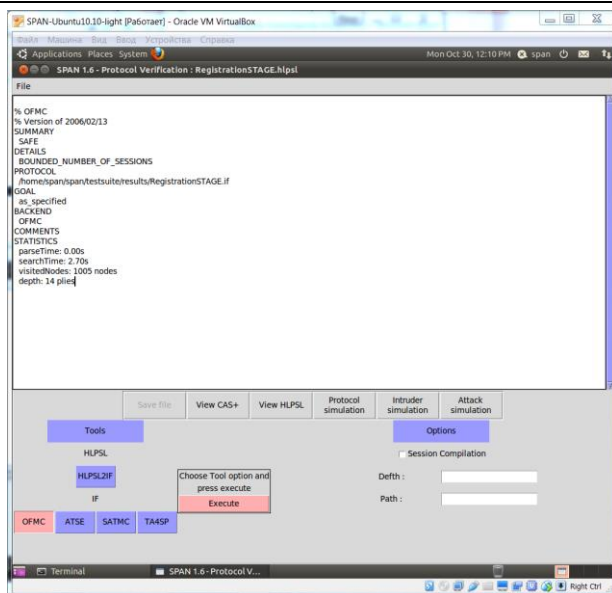 SPAN-Ubuntu10.10-light [Работает] - Oracle VM VirtualBox
Файл Машина Вид Ввод Устройства Справка
Applications Places System Mon Oct 30, 12:10 PM span
SPAN 1.6 - Protocol Verification : RegistrationSTAGE.hlpsl
File
% OFMC
% Version of 2006/02/13
SUMMARY
SAFE
DETAILS
BOUNDED_NUMBER_OF_SESSIONS
PROTOCOL
/home/span/span/testsuite/results/RegistrationSTAGE.if
GOAL
as_specified
BACKEND
OFMC
COMMENTS
STATISTICS
parseTime: 0.00s
searchTime: 2.70s
visitedNodes: 1005 nodes
depth: 14 plies
Save file View CAS+ View HLPSL Protocol simulation Intruder simulation Attack simulation
Tools
Options
HLPSL
Session Compilation
HLPSL2IF
Choose Tool option and
press execute
Execute
Defth :
IF
Path :
OFMC ATSE SATMC TA4SP
Terminal SPAN 1.6 - Protocol V...
Right Ctrl